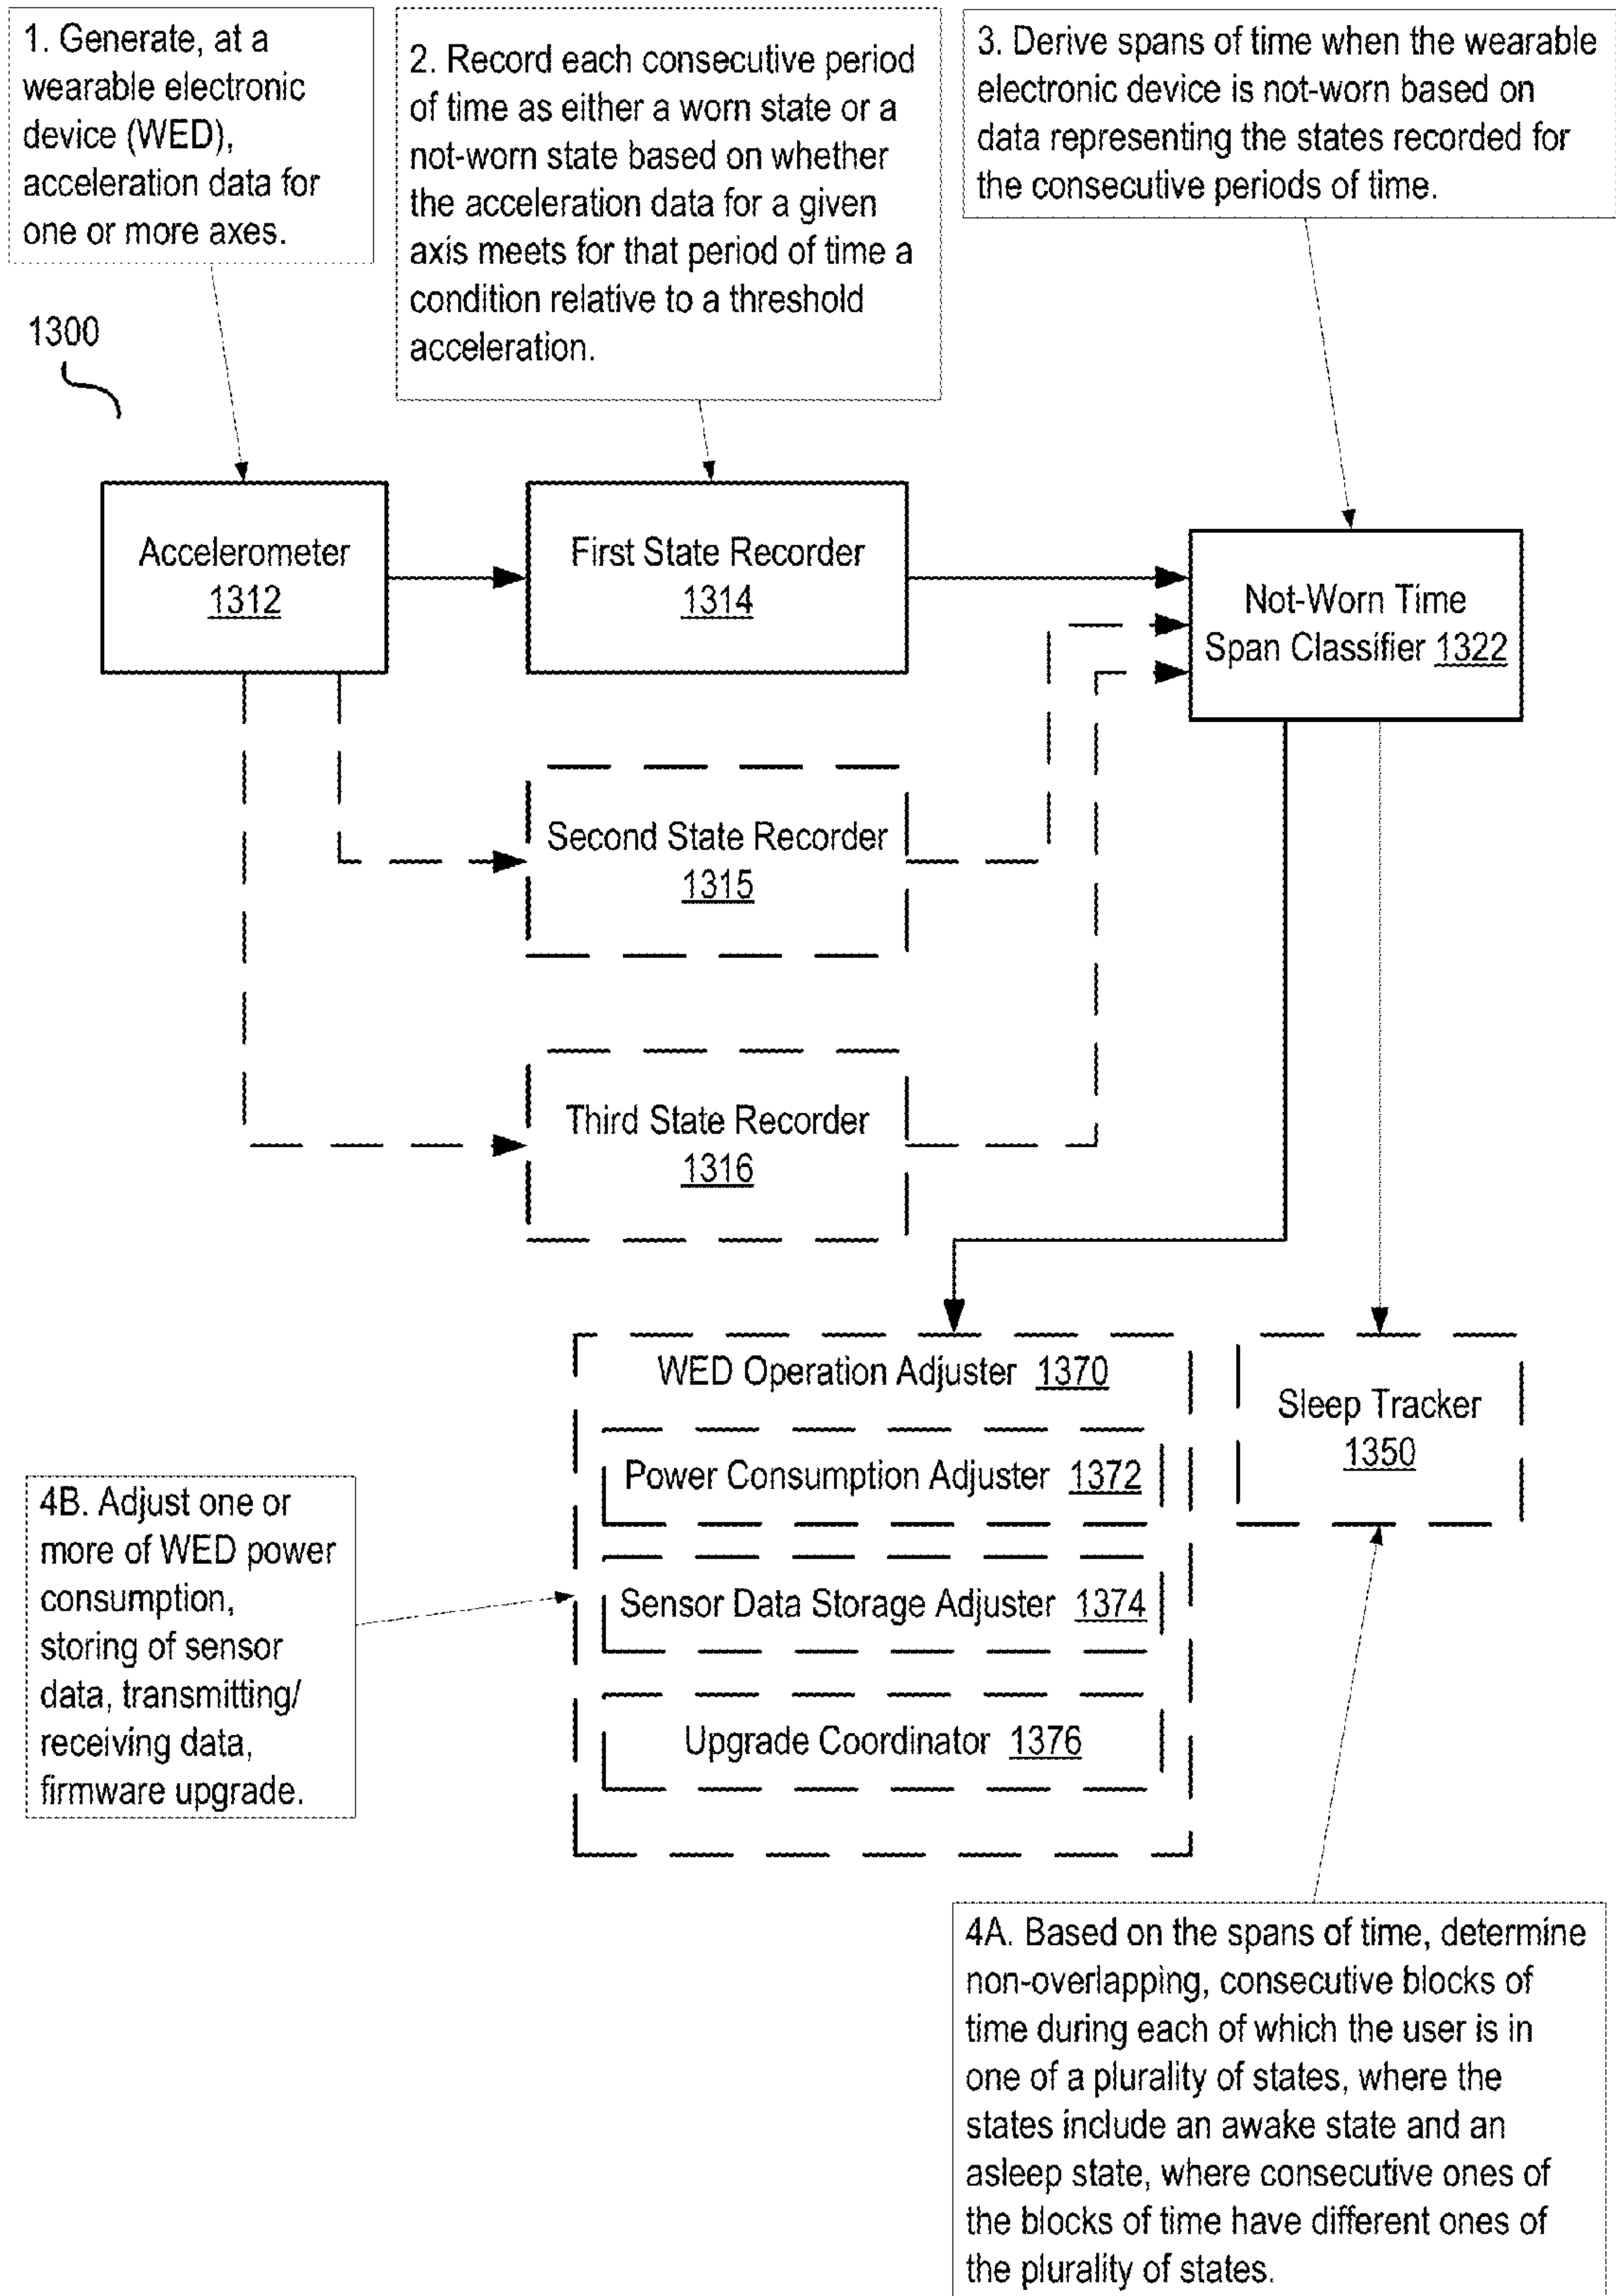 1. Generate, at a
wearable electronic
device (WED),
acceleration data for
one or more axes.
2. Record each consecutive period
of time as either a worn state or a
not-worn state based on whether
the acceleration data for a given
axis meets for that period of time a
condition relative to a threshold
acceleration.
3. Derive spans of time when the wearable
electronic device is not-worn based on
data representing the states recorded for
the consecutive periods of time.
1300
Accelerometer
1312
First State Recorder
1314
Not-Worn Time
Span Classifier 1322
Second State Recorder
1315
Third State Recorder
1316
WED Operation Adjuster 1370
Power Consumption Adjuster 1372
Sensor Data Storage Adjuster 1374
Upgrade Coordinator 1376
Sleep Tracker
1350
4B. Adjust one or
more of WED power
consumption,
storing of sensor
data, transmitting/
receiving data,
firmware upgrade.
4A. Based on the spans of time, determine
non-overlapping, consecutive blocks of
time during each of which the user is in
one of a plurality of states, where the
states include an awake state and an
asleep state, where consecutive ones of
the blocks of time have different ones of
the plurality of states.